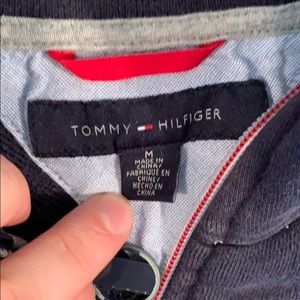 TOMMY HILFIGER
M
MADE IN
CHINA/
FABRIQUÉ EN
CHINE/
HECHO EN
CHINA